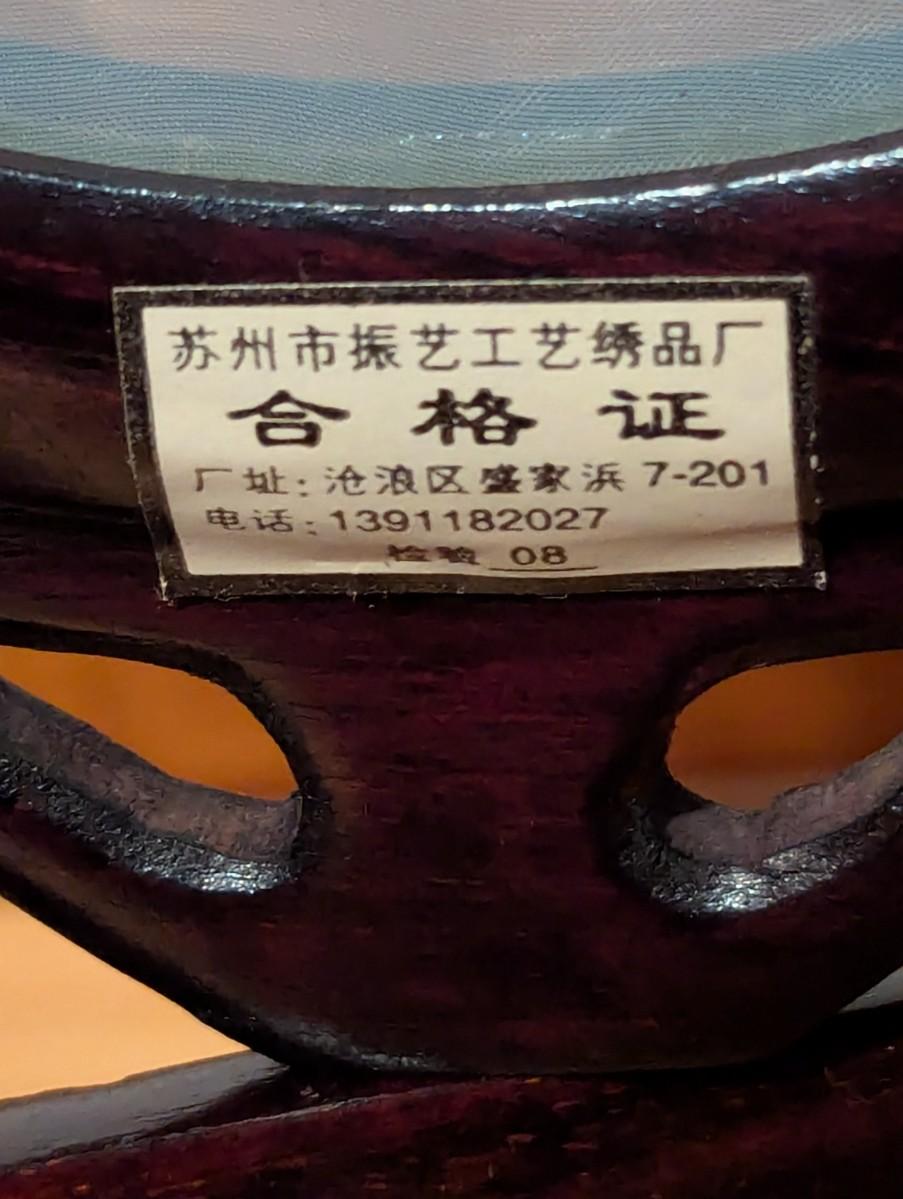 苏州市振艺工艺绣品厂
合格证
厂址:沧浪区盛家浜7-201
电话:1391182027
检验 08